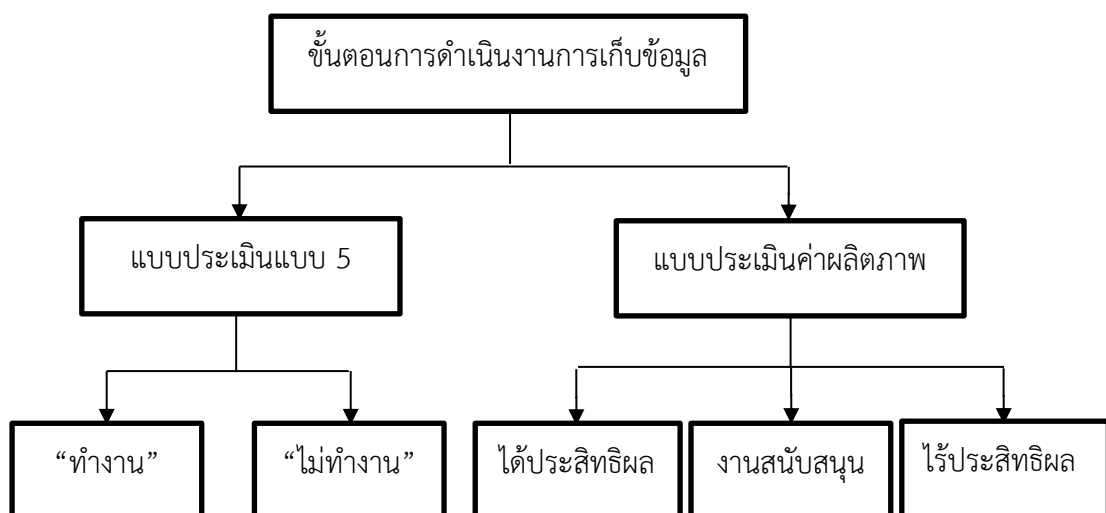 ขั้นตอนการดำเนินงานการเก็บข้อมูล
แบบประเมินแบบ 5
แบบประเมินค่าผลิตภาพ
“ทำงาน”
“ไม่ทำงาน”
ได้ประสิทธิผล
งานสนับสนุน
ไร้ประสิทธิผล